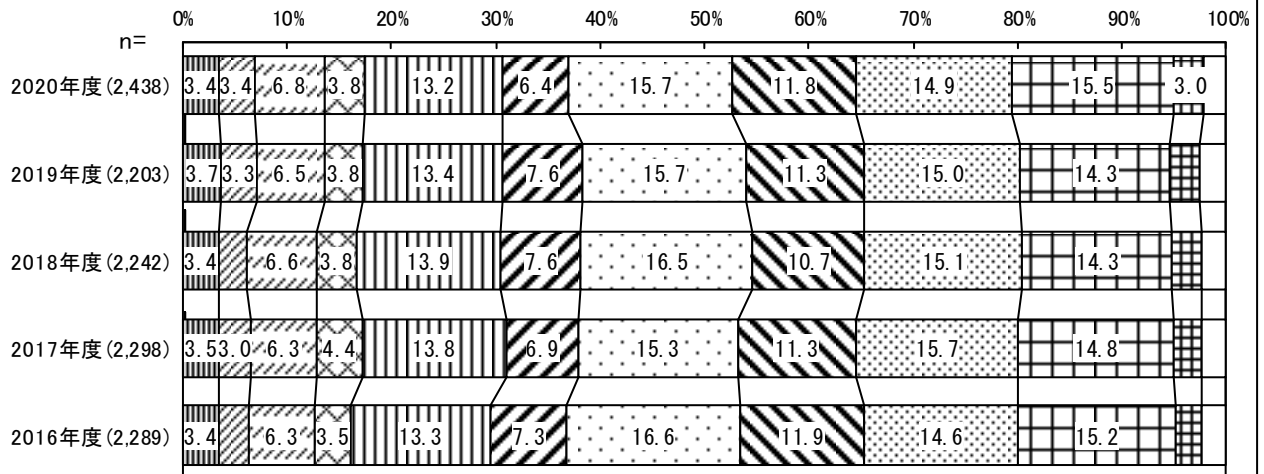 0% 10% 20% 30% 40% 50% 60% 70% 80% 90% 100%
n=
2020年度(2,438) 3.4 3.4 6.8 3.8 13.2 6.4 15.7 11.8 14.9 15.5 3.0
2019年度(2,203) 3.7 3.3 6.5 3.8 13.4 7.6 15.7 11.3 15.0 14.3
2018年度(2,242) 3.4 6.6 3.8 13.9 7.6 16.5 10.7 15.1 14.3
2017年度(2,298) 3.5 3.0 6.3 4.4 13.8 6.9 15.3 11.3 15.7 14.8
2016年度(2,289) 3.4 6.3 3.5 13.3 7.3 16.6 11.9 14.6 15.2